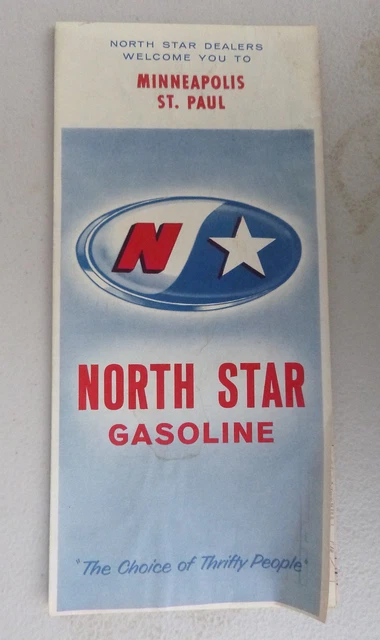 NORTH STAR DEALERS
WELCOME YOU TO
MINNEAPOLIS
ST. PAUL
N
NORTH STAR
GASOLINE
"The Choice of Thrifty People"